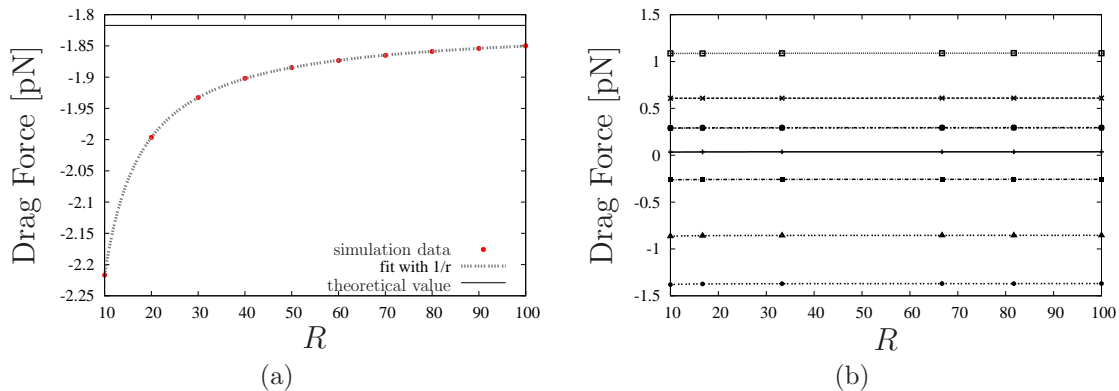 Drag Force [pN]
-1.8
-1.85
-1.9
-1.95
-2
-2.05
-2.1
-2.15
-2.2
-2.25
simulation data
fit with 1/r
theoretical value
10 20 30 40 50 60 70 80 90 100
R
(a)
Drag Force [pN]
1.5
1
0.5
0
-0.5
-1
-1.5
10 20 30 40 50 60 70 80 90 100
R
(b)